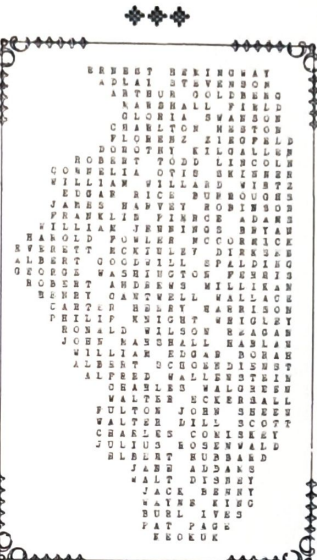 ERNEST HEMINGWAY
ADLAI STEVENSON
ARTHUR GOLDBERG
MARSHALL FIELD
GLORIA SWANSON
CHARLTON HESTON
FLORENZ ZIEGFELD
DOROTHY KILGALLEN
ROBERT TODD LINCOLN
CORNELIA OTIS SKINNER
WILLIAM WILLARD WIRTZ
EDGAR RICE BURROUGHS
JAMES HARVEY ROBINSON
FRANKLIN PIERCE ADAMS
WILLIAM JENNINGS BRYAN
HAROLD FOWLER MCCORMICK
EVERETT MCKINLEY DIRKSEN
ALBERT GOODWILL SPALDING
GEORGE WASHINGTON FERRIS
ROBERT ANDREWS MILLIKAN
HENRY CANTWELL WALLACE
CARTER HARRISON
PHILIP KNIGHT WRIGLEY
RONALD WILSON REAGAN
JOHN MARSHALL HARLAN
WILLIAM EDGAR BORAH
ALBERT SCHOENDIENST
ALFRED WALLENSTEIN
CHARLES WALGREEN
WALTER ECKERSALL
FULTON JOHN SHEEN
WALTER DILL SCOTT
CHARLES COMISKEY
JULIUS ROSENWALD
ELBERT HUBBARD
JANE ADDAMS
WALT DISNEY
JACK BENNY
BURL IVES
PAT PAGE
KEOKUK